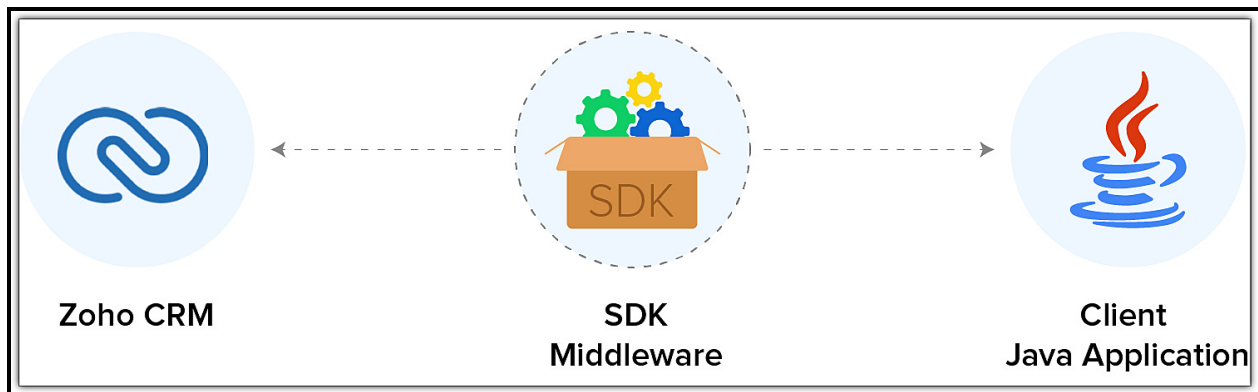 SDK
Zoho CRM
SDK
Middleware
Client
Java Application